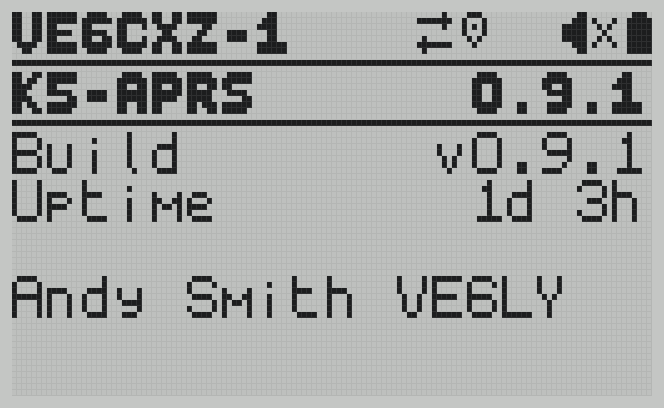 VE6CXZ-1
K5-APRS 0.9.1
Build v0.9.1
Uptime 1d 3h
Andy Smith VE6LY